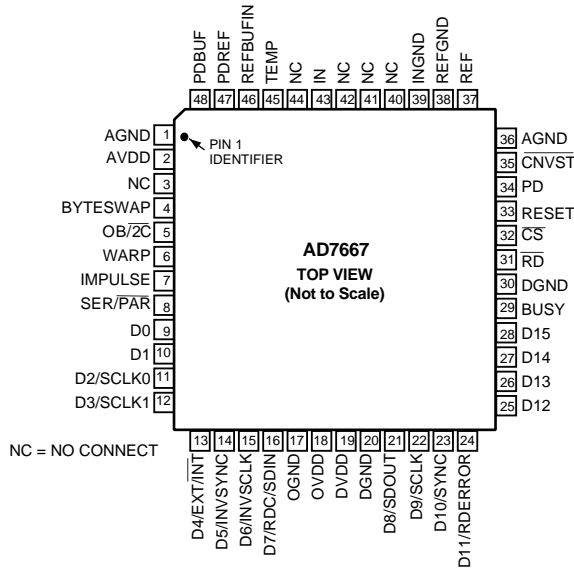 PDBUF
PDREF
REFBUFIN
TEMP
NC
IN
NC
NC
NC
INGND
REFGND
REF
48 47 46 45 44 43 42 41 40 39 38 37
AGND 1
AVDD 2
NC 3
BYTESWAP 4
OB/2C 5
WARP 6
IMPULSE 7
SER/PAR 8
D0 9
D1 10
D2/SCLK0 11
D3/SCLK1 12
PIN 1
IDENTIFIER
AD7667
TOP VIEW
(Not to Scale)
36 AGND
35 CNVST
34 PD
33 RESET
32 CS
31 RD
30 DGND
29 BUSY
28 D15
27 D14
26 D13
25 D12
NC = NO CONNECT
13 14 15 16 17 18 19 20 21 22 23 24
D4/EXT/INT
D5/INVSYNC
D6/INVSCLK
D7/RDC/SDIN
OGND
OVDD
DVDD
DGND
D8/SDOUT
D9/SCLK
D10/SYNC
D11/RDERROR